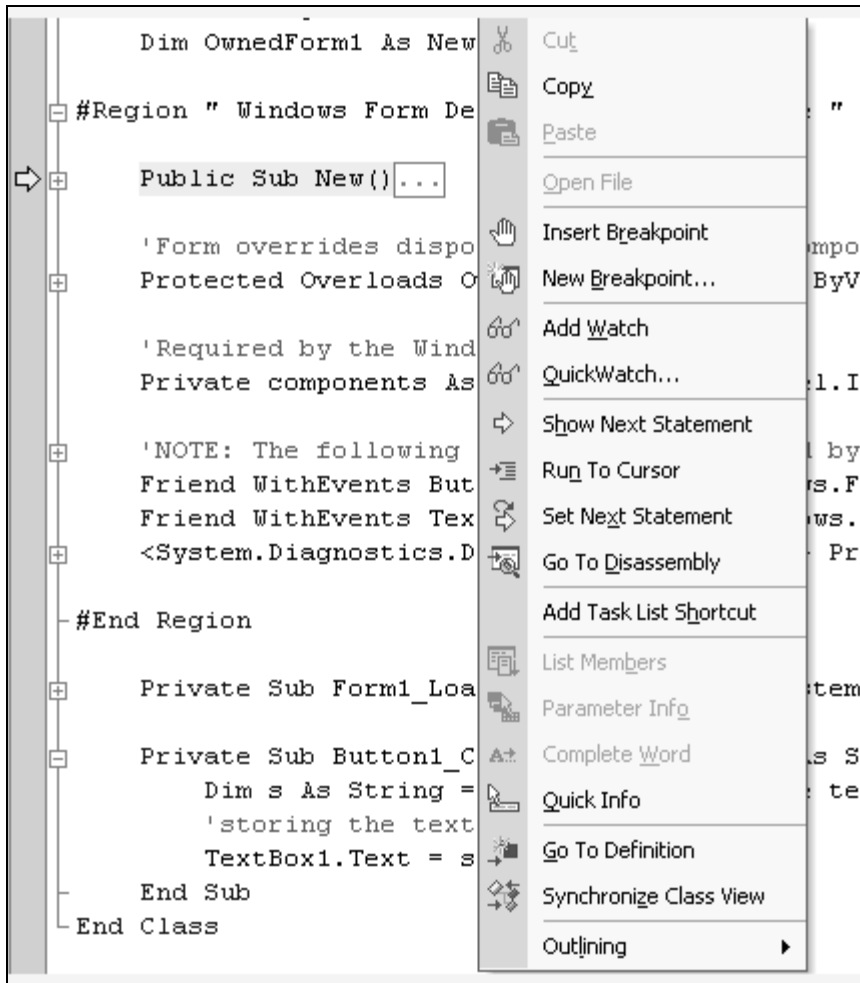 Dim OwnedForm1 As New
#Region " Windows Form De
"
Public Sub New()...
'Form overrides dispo
Protected Overloads O
ByV
'Required by the Wind
Private components As
l.I
'NOTE: The following
by
Friend WithEvents But
s.F
Friend WithEvents Tex
ws.
<System.Diagnostics.D
Pr
#End Region
Private Sub Form1_Loa
stem
Private Sub Button1_C
s S
Dim s As String =
te
'storing the text
TextBox1.Text = s
End Sub
End Class
Cut
Copy
Paste
Open File
Insert Breakpoint
New Breakpoint...
Add Watch
QuickWatch...
Show Next Statement
Run To Cursor
Set Next Statement
Go To Disassembly
Add Task List Shortcut
List Members
Parameter Info
Complete Word
Quick Info
Go To Definition
Synchronize Class View
Outlining